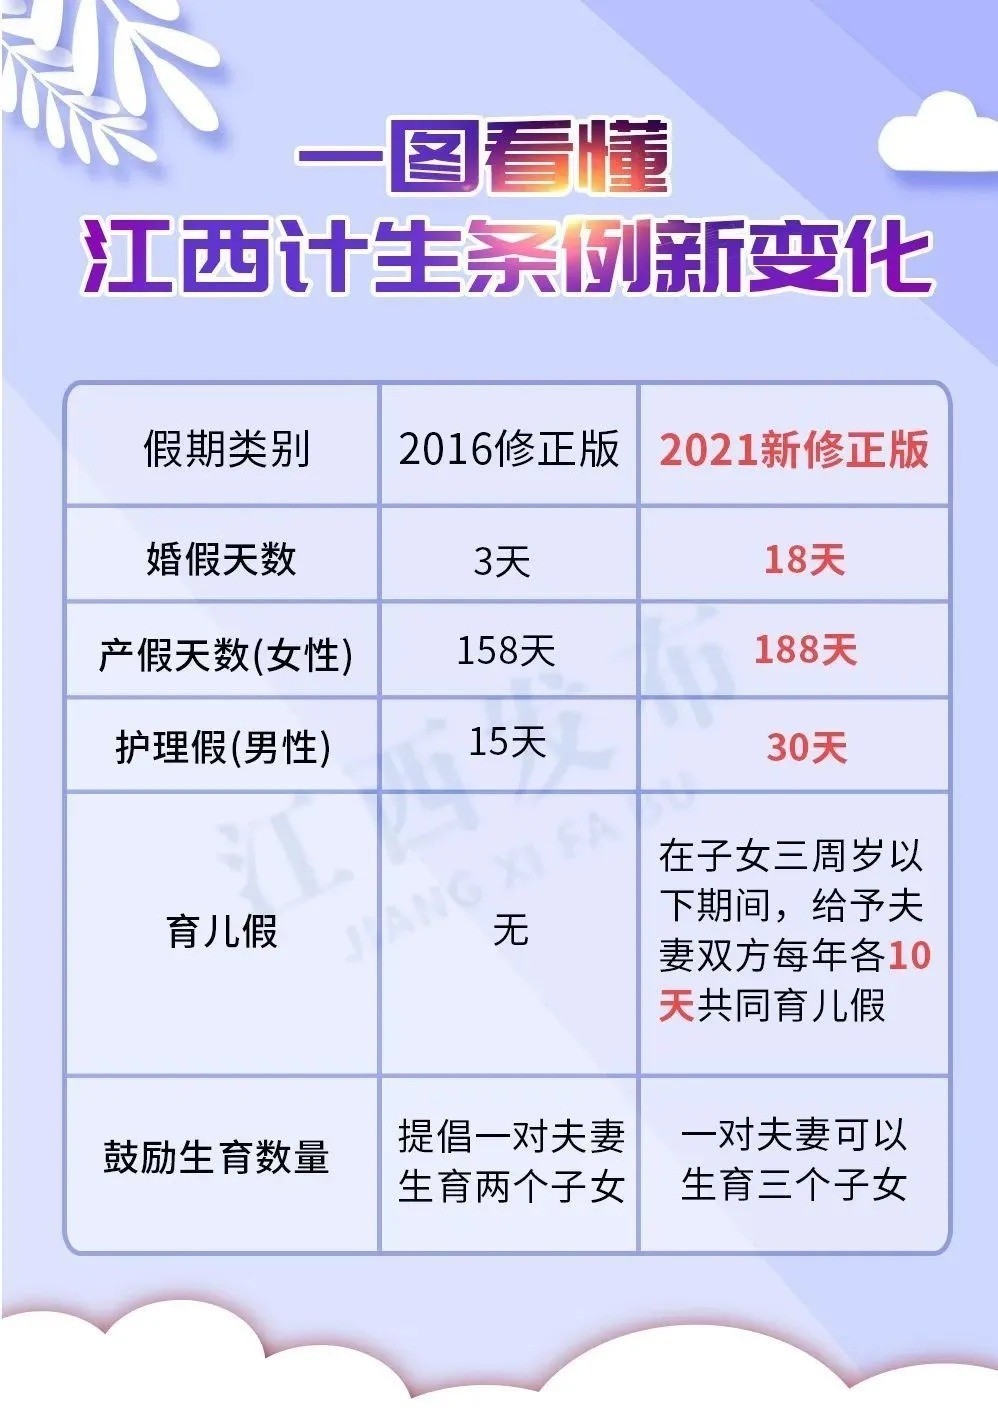 一图看懂
江西计生条例新变化
假期类别 2016修正版 2021新修正版
婚假天数 3天 18天
产假天数(女性) 158天 188天
护理假(男性) 15天 30天
育儿假
无
在子女三周岁以
下期间，给予夫
妻双方每年各10
天共同育儿假
鼓励生育数量
提倡一对夫妻
生育两个子女
一对夫妻可以
生育三个子女
江西发布
JIANG XI FA BU